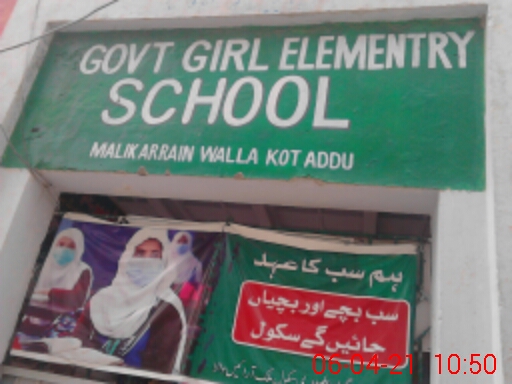 GOVT GIRL ELEMENTRY
SCHOOL
MALIKARRAIN WALLA KOT ADDU
ہم سب کا عہد
سب بچے اور بچیاں
جائیں گے سکول
06-04-21 10:50